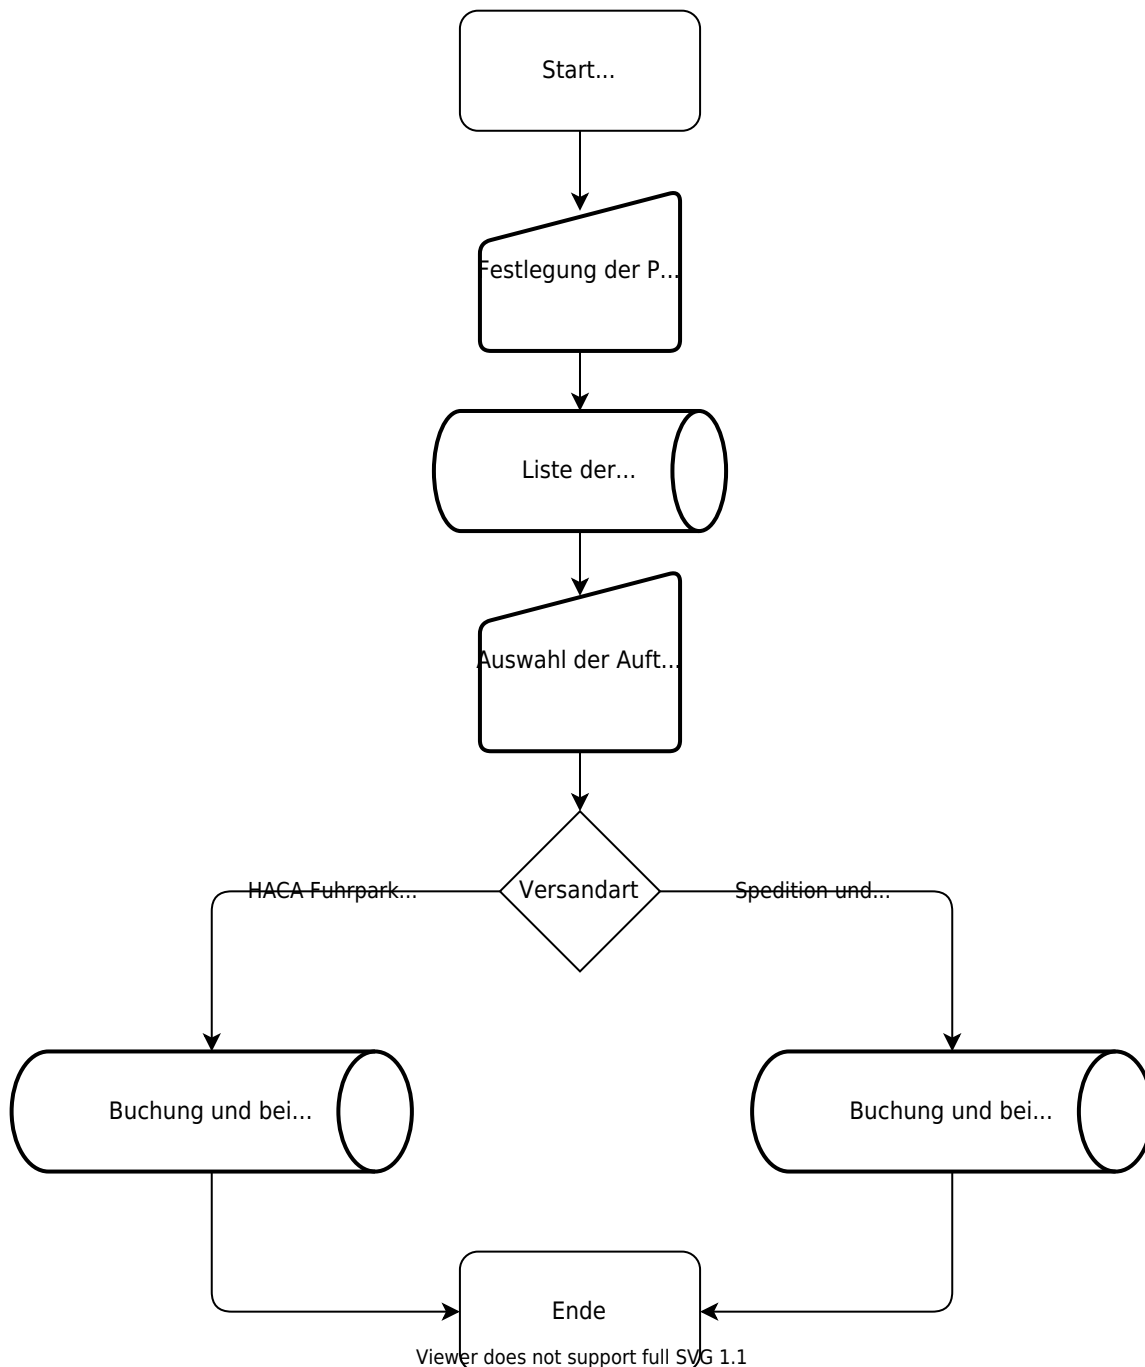 Start...
Festlegung der P...
Liste der...
Auswahl der Auft...
Versandart
HACA Fuhrpark...
Spedition und...
Buchung und bei...
Buchung und bei...
Ende
Viewer does not support full SVG 1.1